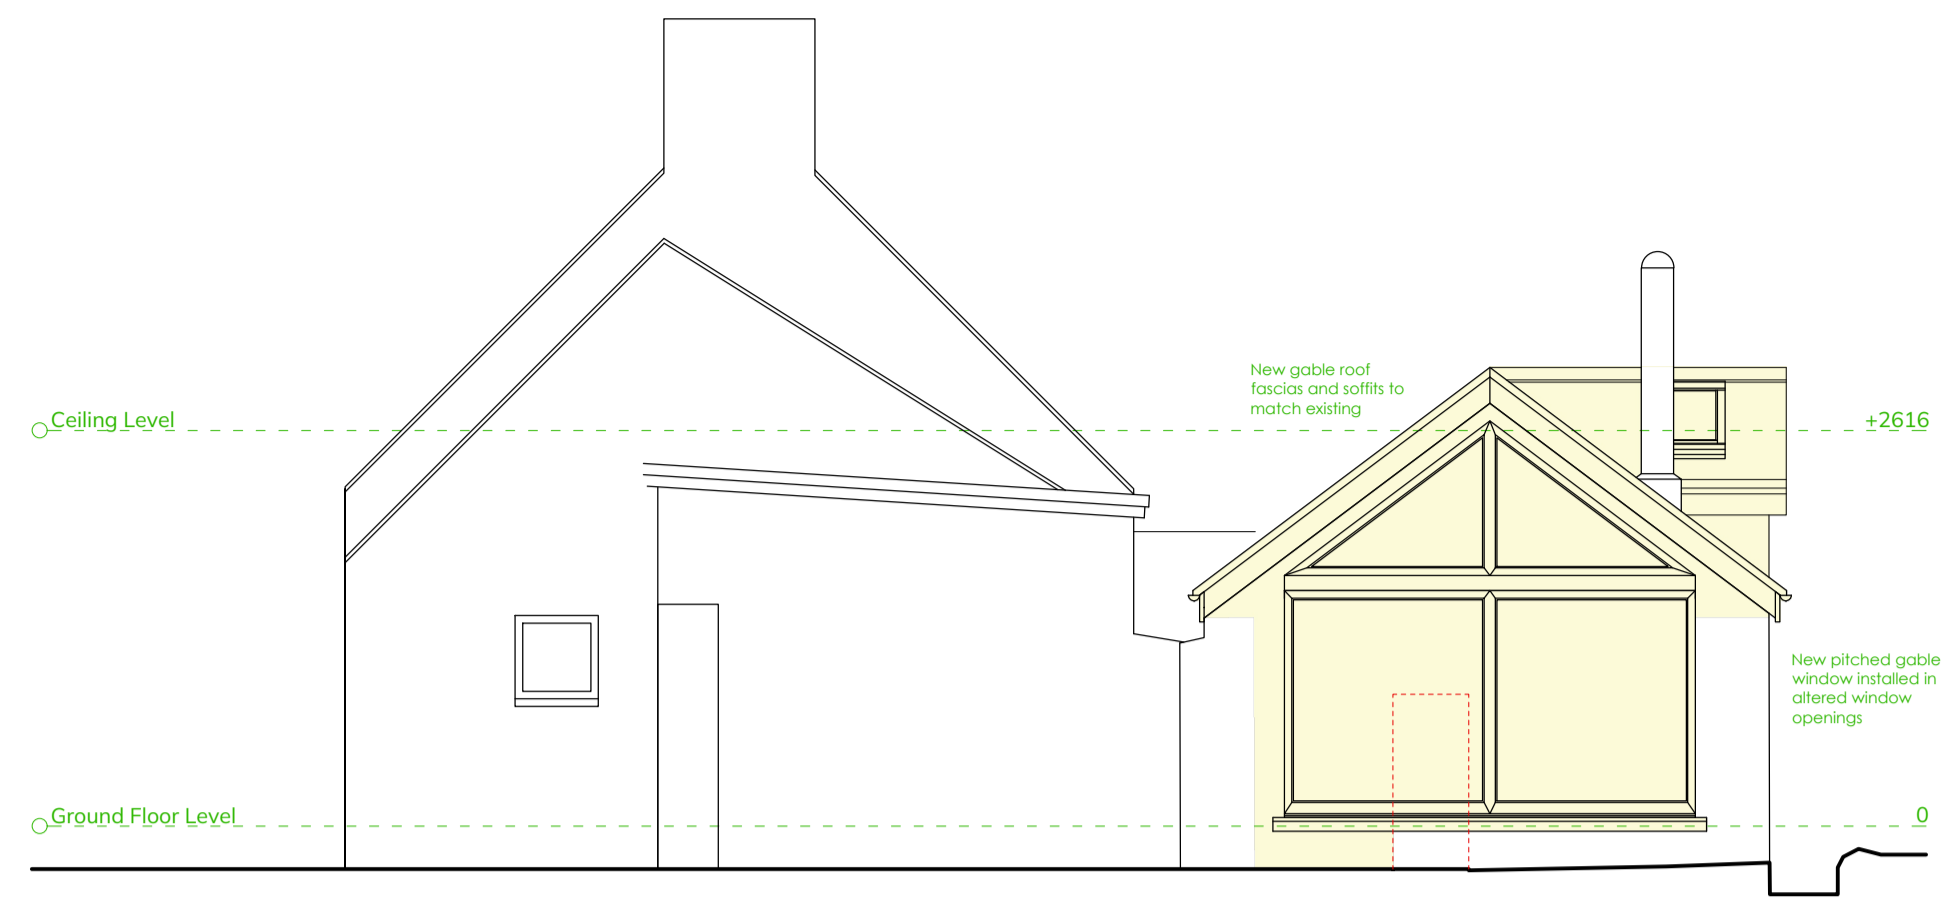 New gable roof
fascias and soffits to
match existing
Ceiling Level
+2616
New pitched gable
window installed in
altered window
openings
Ground Floor Level
0